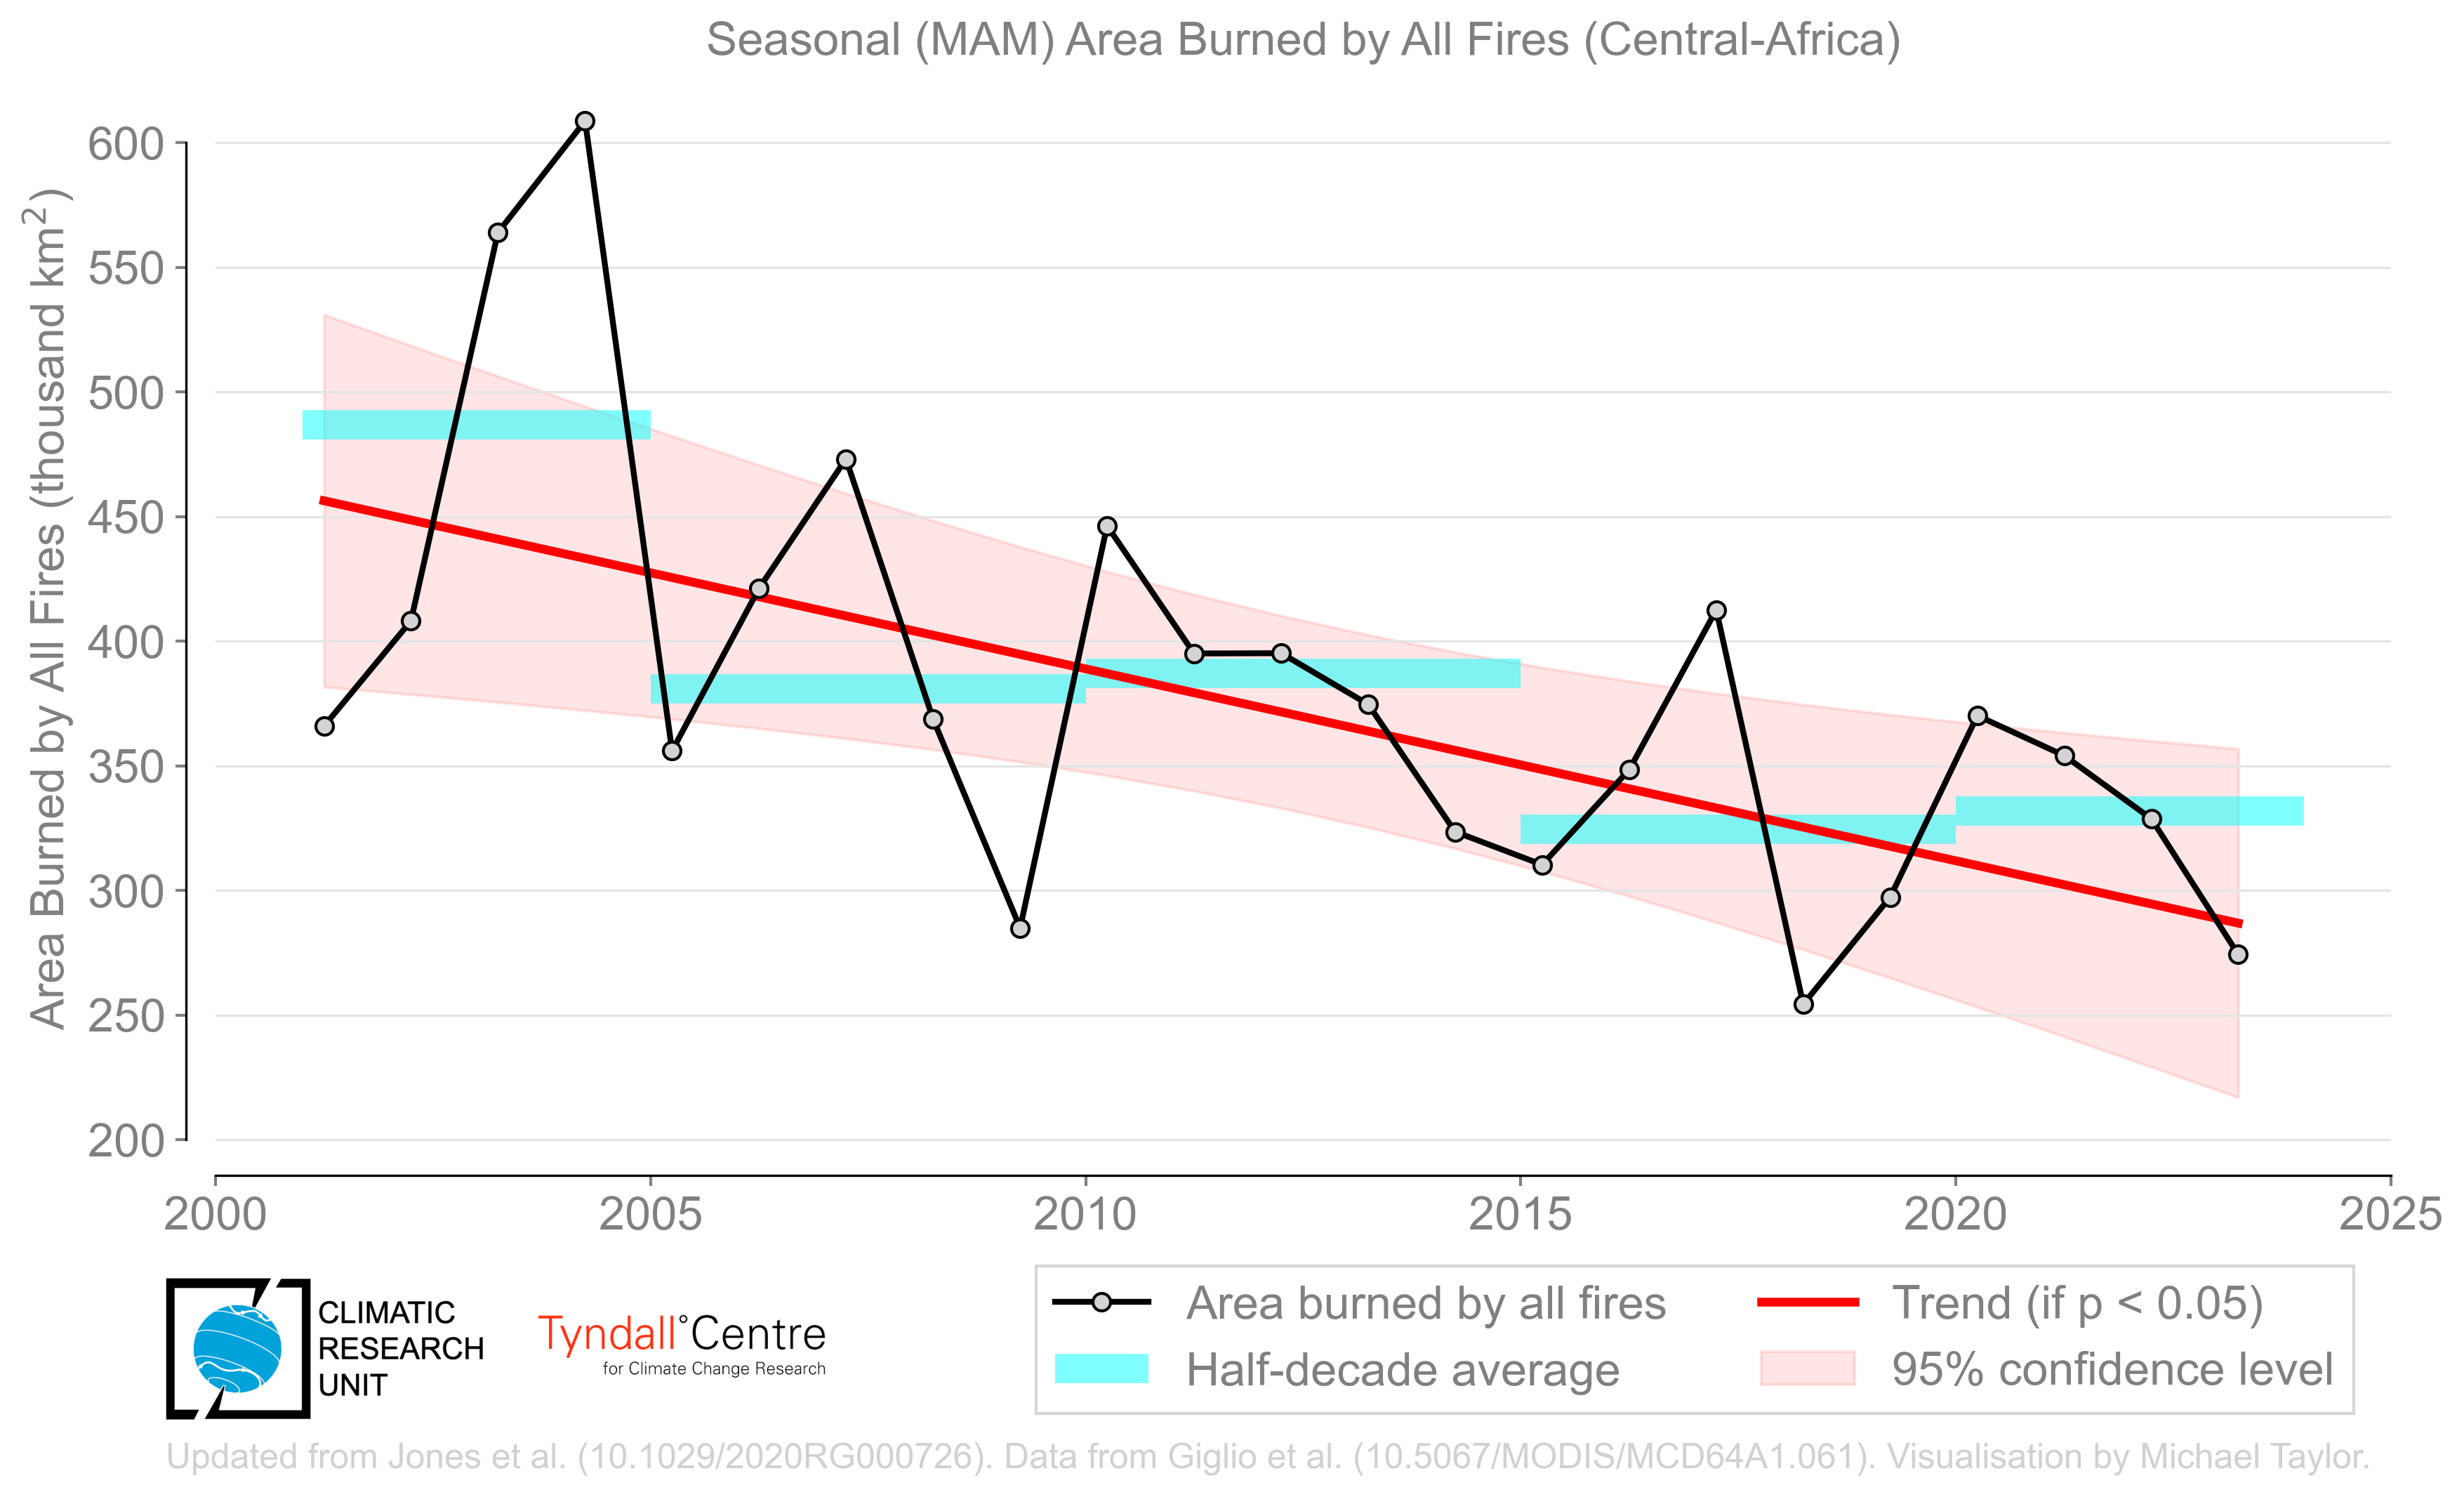 Seasonal (MAM) Area Burned by All Fires (Central-Africa)
Area Burned by All Fires (thousand km²)
600
550
500
450
400
350
300
250
200
2000
2005
2010
2015
2020
2025
CLIMATIC
RESEARCH
UNIT
Tyndall°Centre
for Climate Change Research
Area burned by all fires
Half-decade average
Trend (if p < 0.05)
95% confidence level
Updated from Jones et al. (10.1029/2020RG000726). Data from Giglio et al. (10.5067/MODIS/MCD64A1.061). Visualisation by Michael Taylor.